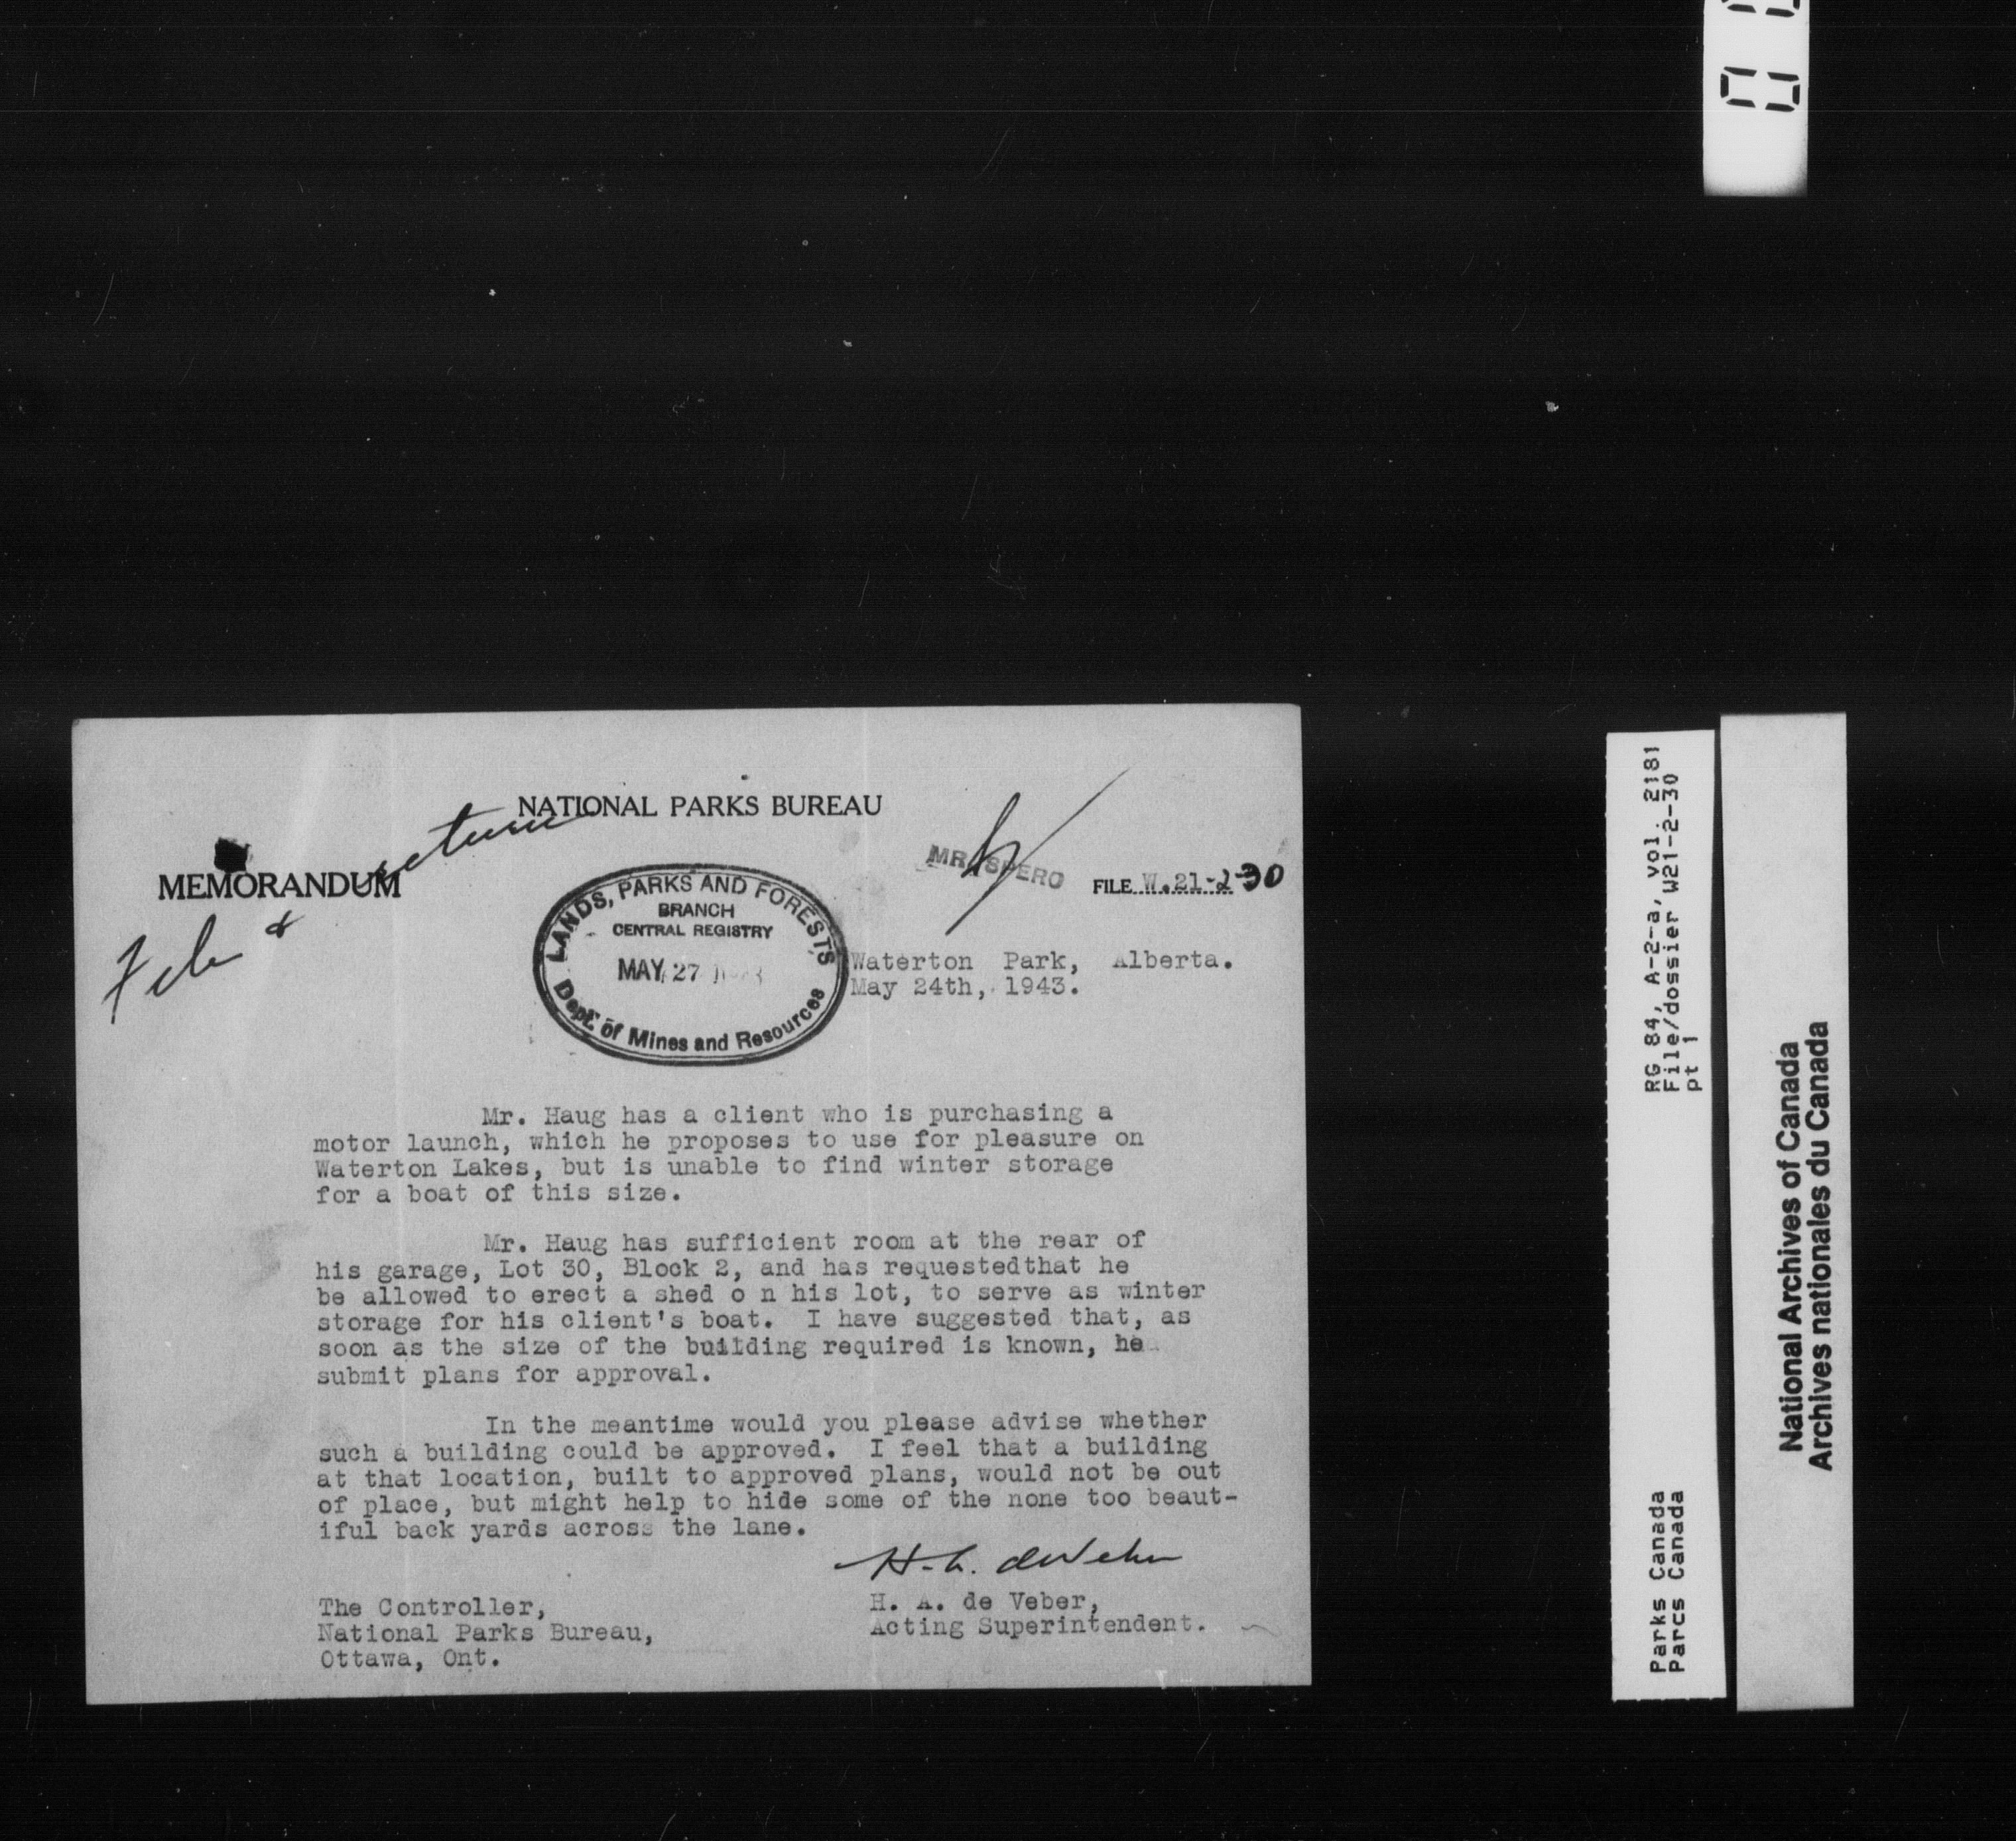 NATIONAL PARKS BUREAU
return
MEMORANDUM
MR. SPERO
FILE W.21-2-30
File &
LANDS, PARKS AND FORESTS
BRANCH
CENTRAL REGISTRY
MAY 27
Dept. of Mines and Resources
Waterton Park, Alberta.
May 24th, 1943.
Mr. Haug has a client who is purchasing a
motor launch, which he proposes to use for pleasure on
Waterton Lakes, but is unable to find winter storage
for a boat of this size.
Mr. Haug has sufficient room at the rear of
his garage, Lot 30, Block 2, and has requestedthat he
be allowed to erect a shed o n his lot, to serve as winter
storage for his client's boat. I have suggested that, as
soon as the size of the building required is known, he
submit plans for approval.
In the meantime would you please advise whether
such a building could be approved. I feel that a building
at that location, built to approved plans, would not be out
of place, but might help to hide some of the none too beaut-
iful back yards across the lane.
H. A. deVeber
H. A. de Veber,
Acting Superintendent.
The Controller,
National Parks Bureau,
Ottawa, Ont.
RG 84, A-2-a, vol. 2181
File/dossier W21-2-30
pt 1
Parks Canada
Parcs Canada
National Archives of Canada
Archives nationales du Canada